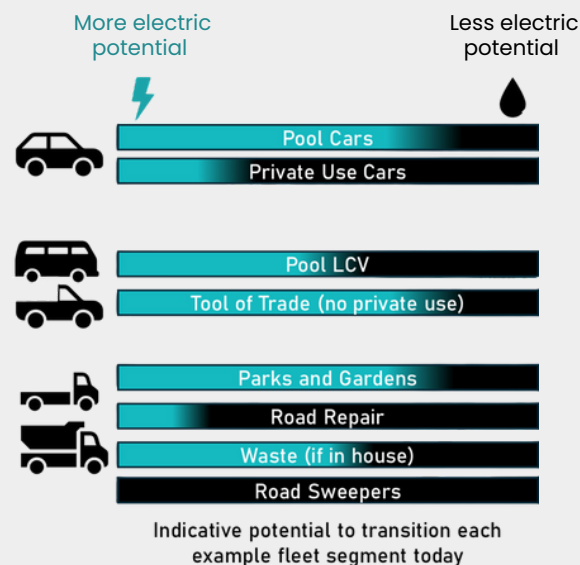 More electric
potential
Less electric
potential
Pool Cars
Private Use Cars
Pool LCV
Tool of Trade (no private use)
Parks and Gardens
Road Repair
Waste (if in house)
Road Sweepers
Indicative potential to transition each
example fleet segment today